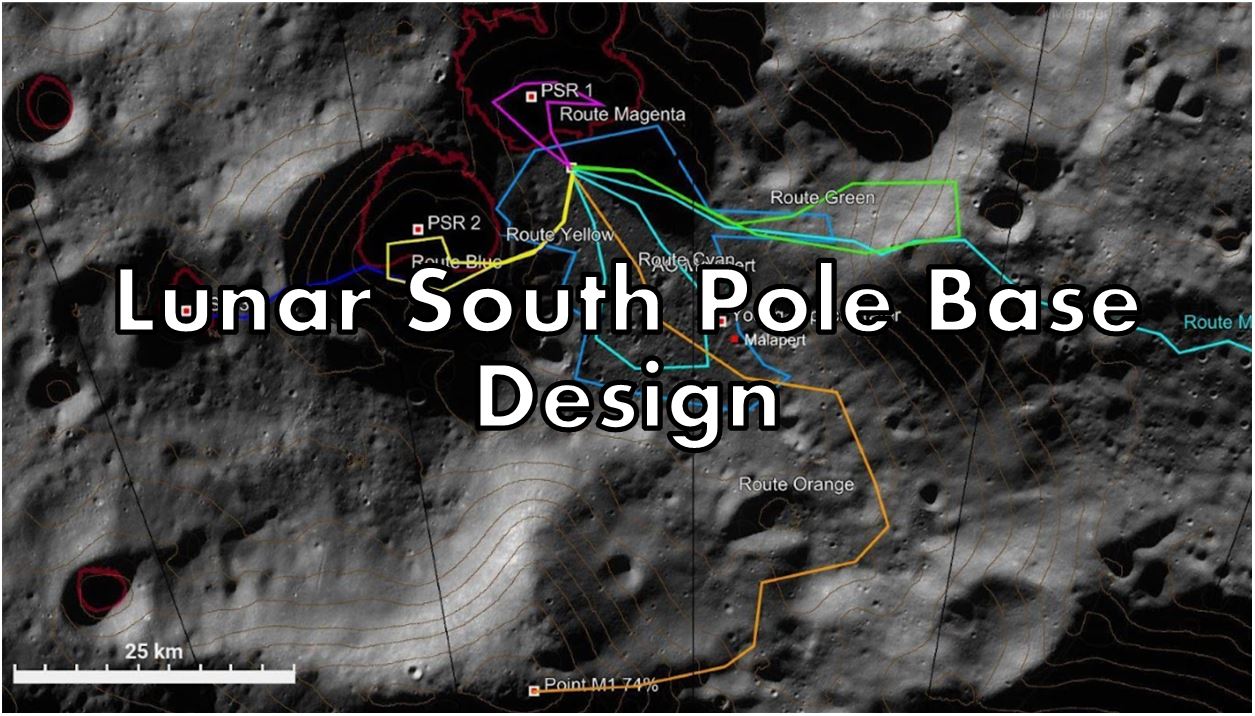 Malapert
PSR 1
Route Magenta
Route Green
PSR 2
Route Yellow
Route Cyan
Route Blue
Lunar South Pole Base
Design
Route M
Malapert
Route Orange
25 km
Point M1 74%